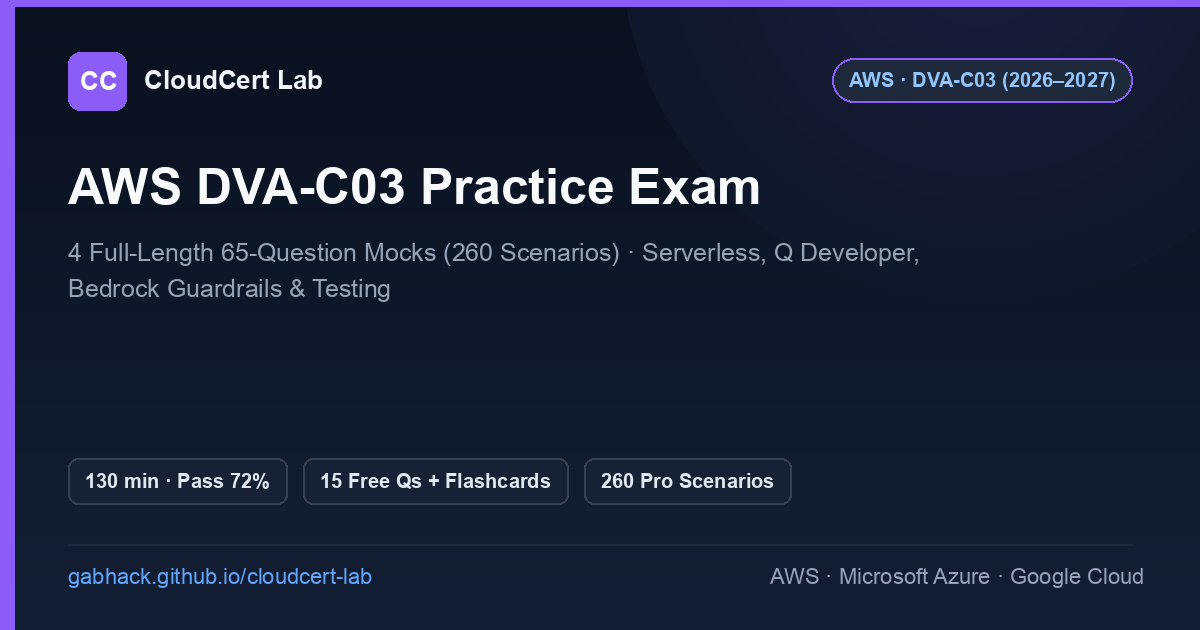 CC CloudCert Lab
AWS · DVA-C03 (2026–2027)
AWS DVA-C03 Practice Exam
4 Full-Length 65-Question Mocks (260 Scenarios) · Serverless, Q Developer,
Bedrock Guardrails & Testing
130 min · Pass 72%
15 Free Qs + Flashcards
260 Pro Scenarios
gabhack.github.io/cloudcert-lab
AWS · Microsoft Azure · Google Cloud